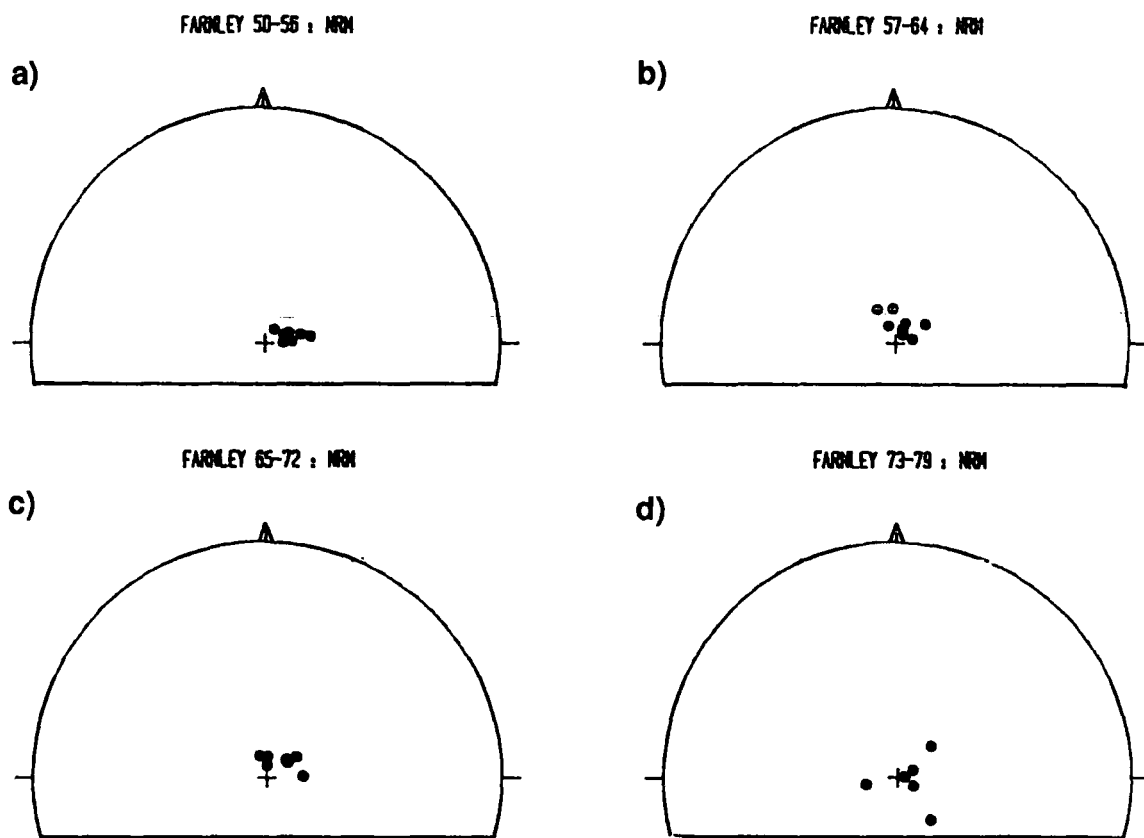 FARNLEY 50-56 : NRM
FARNLEY 57-64 : NRM
a)
b)
FARNLEY 65-72 : NRM
FARNLEY 73-79 : NRM
c)
d)